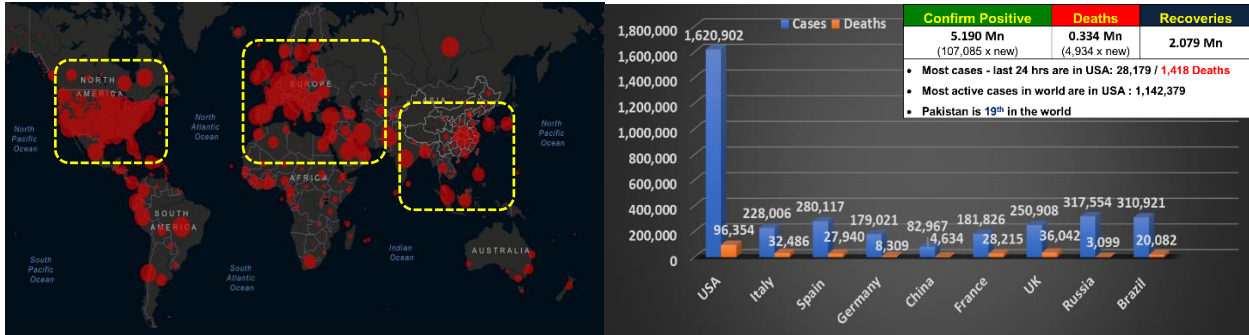 NORTH
AMERICA
EUROPE
ASIA
North
Pacific
Ocean
North
Atlantic
Ocean
North
Pacific
Ocean
AFRICA
SOUTH
AMERICA
Indian
Ocean
AUSTRALIA
South
Pacific
Ocean
South
Atlantic
Ocean
Cases Deaths
1,800,000
1,600,000
1,400,000
1,200,000
1,000,000
800,000
600,000
400,000
200,000
0
1,620,902
96,354
228,006
32,486
280,117
27,940
179,021
8,309
82,967
4,634
181,826
28,215
250,908
36,042
317,554
3,099
310,921
20,082
USA Italy Spain Germany China France UK Russia Brazil
Confirm Positive Deaths Recoveries
5.190 Mn 0.334 Mn 2.079 Mn
(107,085 x new) (4,934 x new)
• Most cases - last 24 hrs are in USA: 28,179 / 1,418 Deaths
• Most active cases in world are in USA : 1,142,379
• Pakistan is 19th in the world